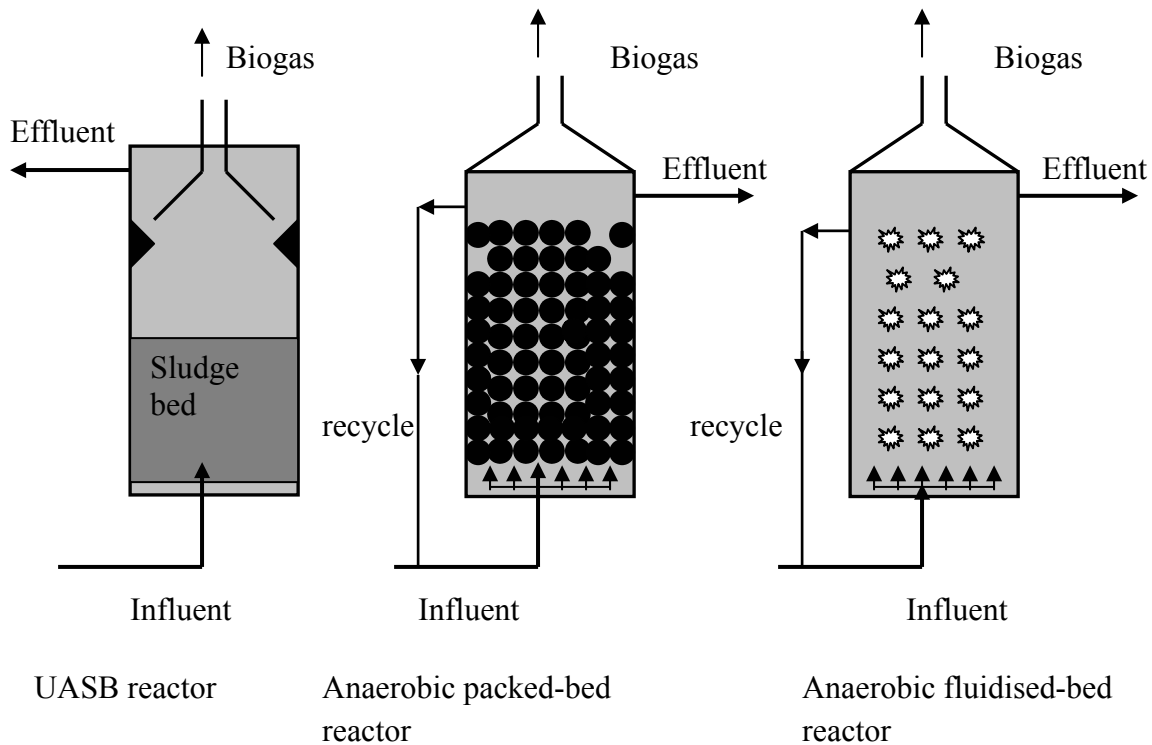 Biogas
Effluent
Sludge
bed
Influent
UASB reactor
Biogas
Effluent
recycle
Influent
Anaerobic packed-bed
reactor
Biogas
Effluent
recycle
Influent
Anaerobic fluidised-bed
reactor